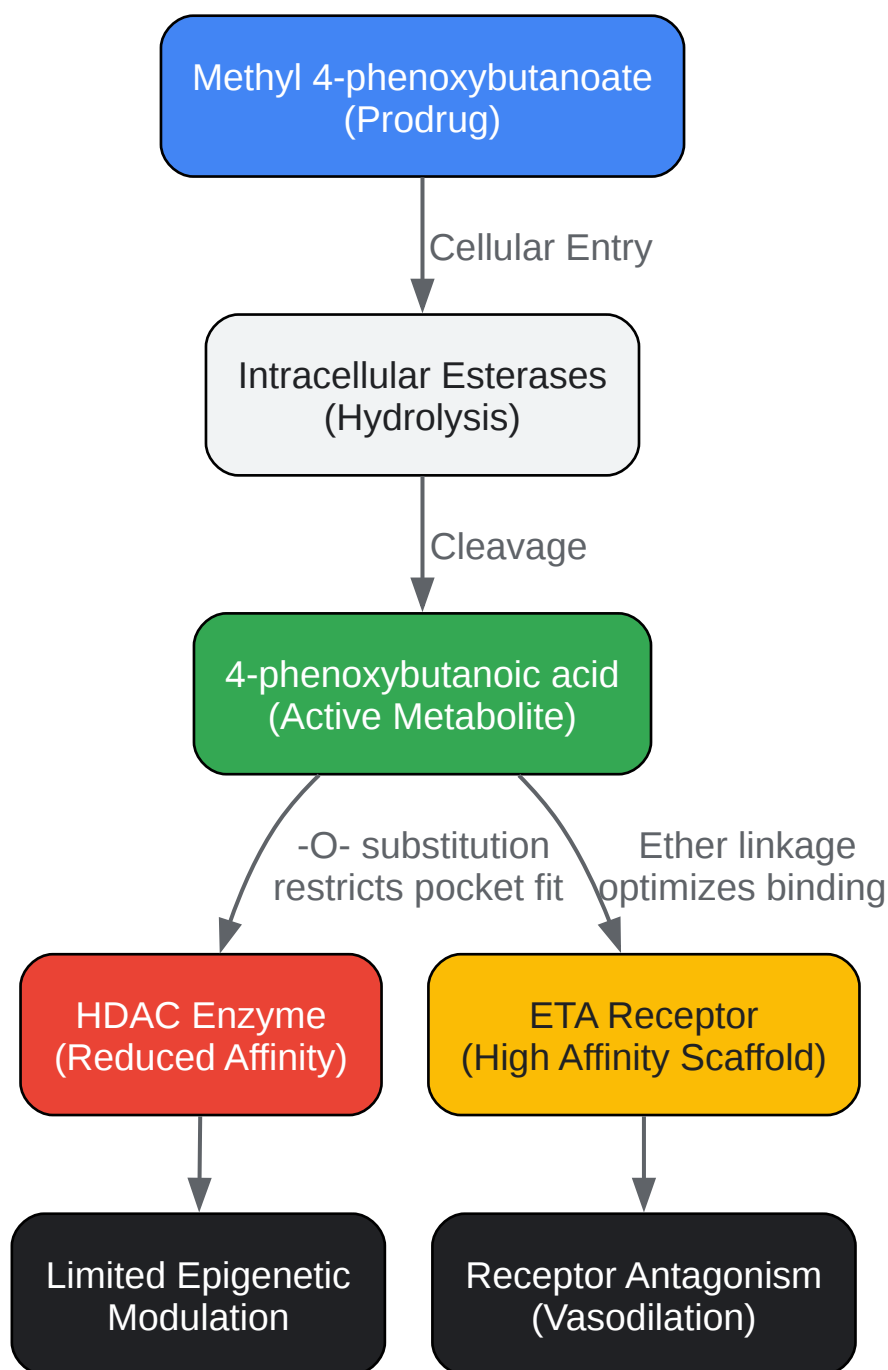 Methyl 4-phenoxybutanoate
(Prodrug)
Cellular Entry
Intracellular Esterases
(Hydrolysis)
Cleavage
4-phenoxybutanoic acid
(Active Metabolite)
-O- substitution
restricts pocket fit
Ether linkage
optimizes binding
HDAC Enzyme
(Reduced Affinity)
ETA Receptor
(High Affinity Scaffold)
Limited Epigenetic
Modulation
Receptor Antagonism
(Vasodilation)